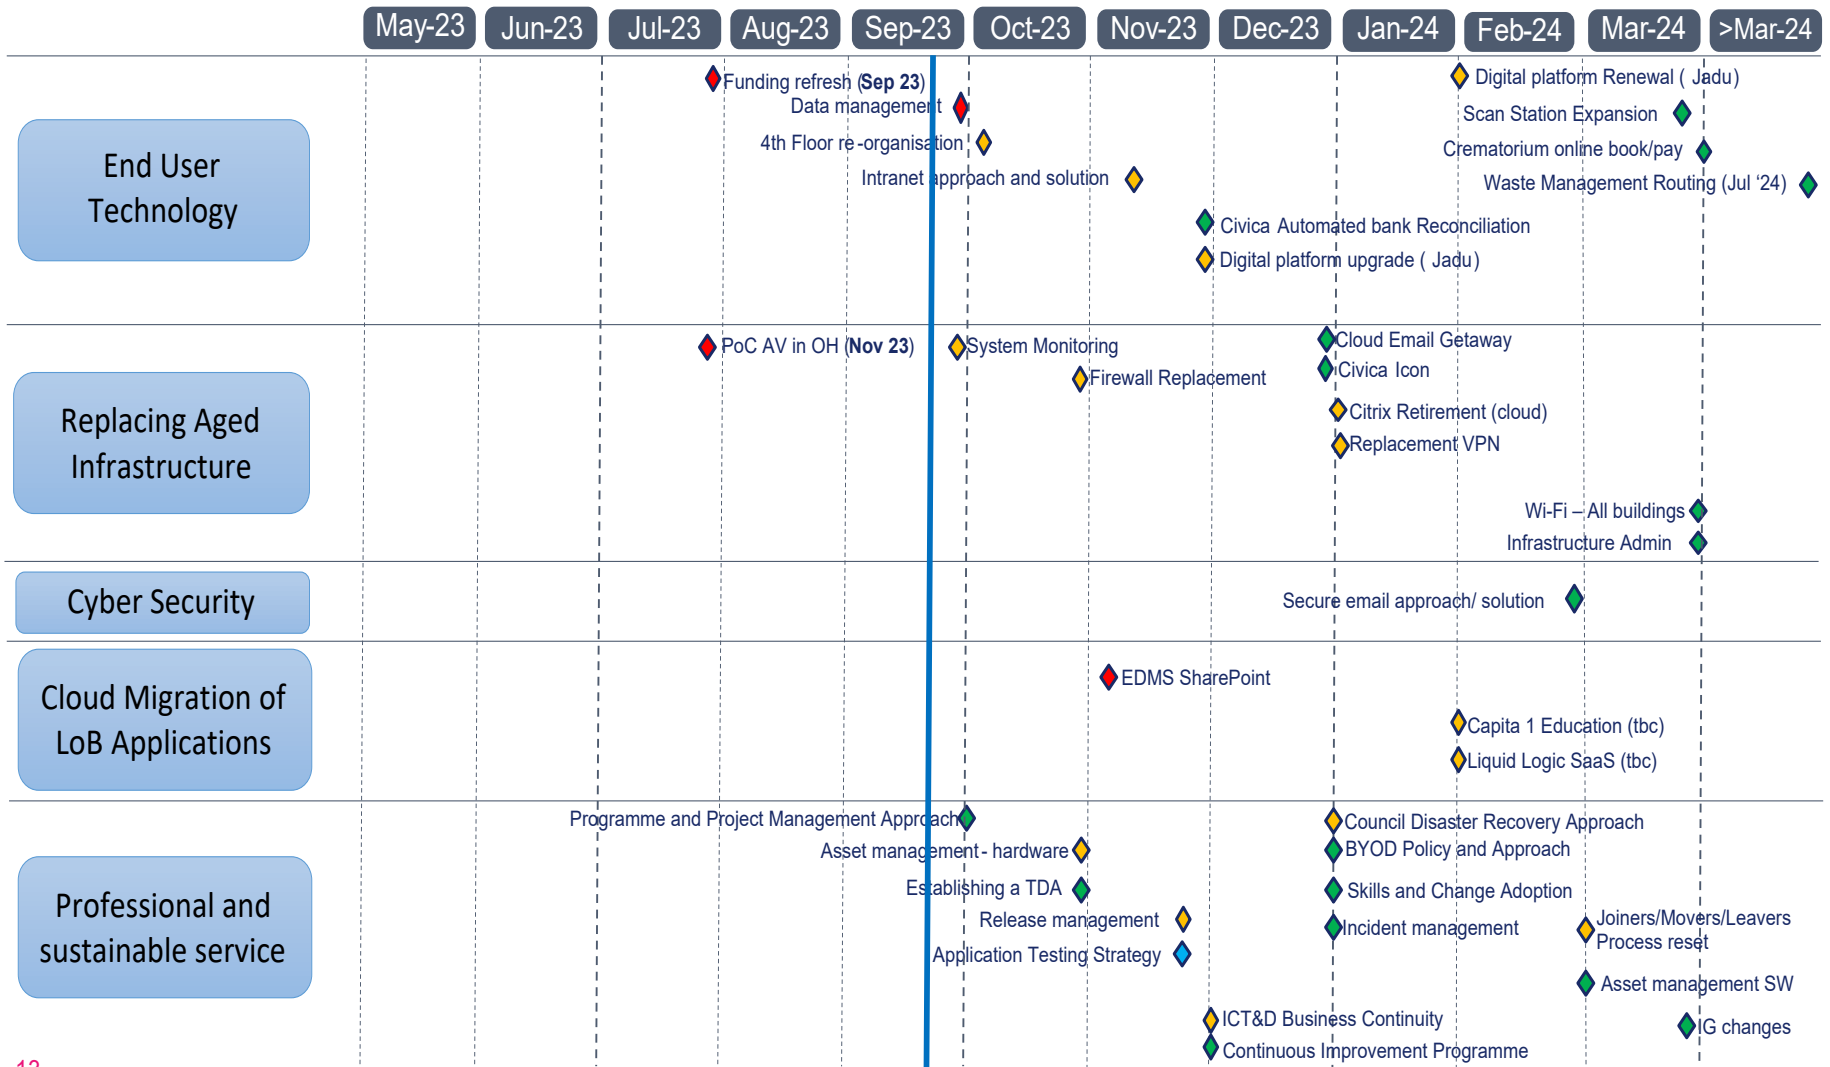 May-23 Jun-23 Jul-23 Aug-23 Sep-23 Oct-23 Nov-23 Dec-23 Jan-24 Feb-24 Mar-24 >Mar-24
End User
Technology
Funding refresh (Sep 23)
Data management
4th Floor re-organisation
Intranet approach and solution
Civica Automated bank Reconciliation
Digital platform upgrade ( Jadu)
Digital platform Renewal ( Jadu)
Scan Station Expansion
Crematorium online book/pay
Waste Management Routing (Jul ‘24)
Replacing Aged
Infrastructure
PoC AV in OH (Nov 23)
System Monitoring
Firewall Replacement
Cloud Email Getaway
Civica Icon
Citrix Retirement (cloud)
Replacement VPN
Wi-Fi – All buildings
Infrastructure Admin
Cyber Security
Secure email approach/ solution
Cloud Migration of
LoB Applications
EDMS SharePoint
Capita 1 Education (tbc)
Liquid Logic SaaS (tbc)
Professional and
sustainable service
Programme and Project Management Approach
Asset management - hardware
Establishing a TDA
Release management
Application Testing Strategy
ICT&D Business Continuity
Continuous Improvement Programme
Council Disaster Recovery Approach
BYOD Policy and Approach
Skills and Change Adoption
Incident management
Joiners/Movers/Leavers
Process reset
Asset management SW
IG changes